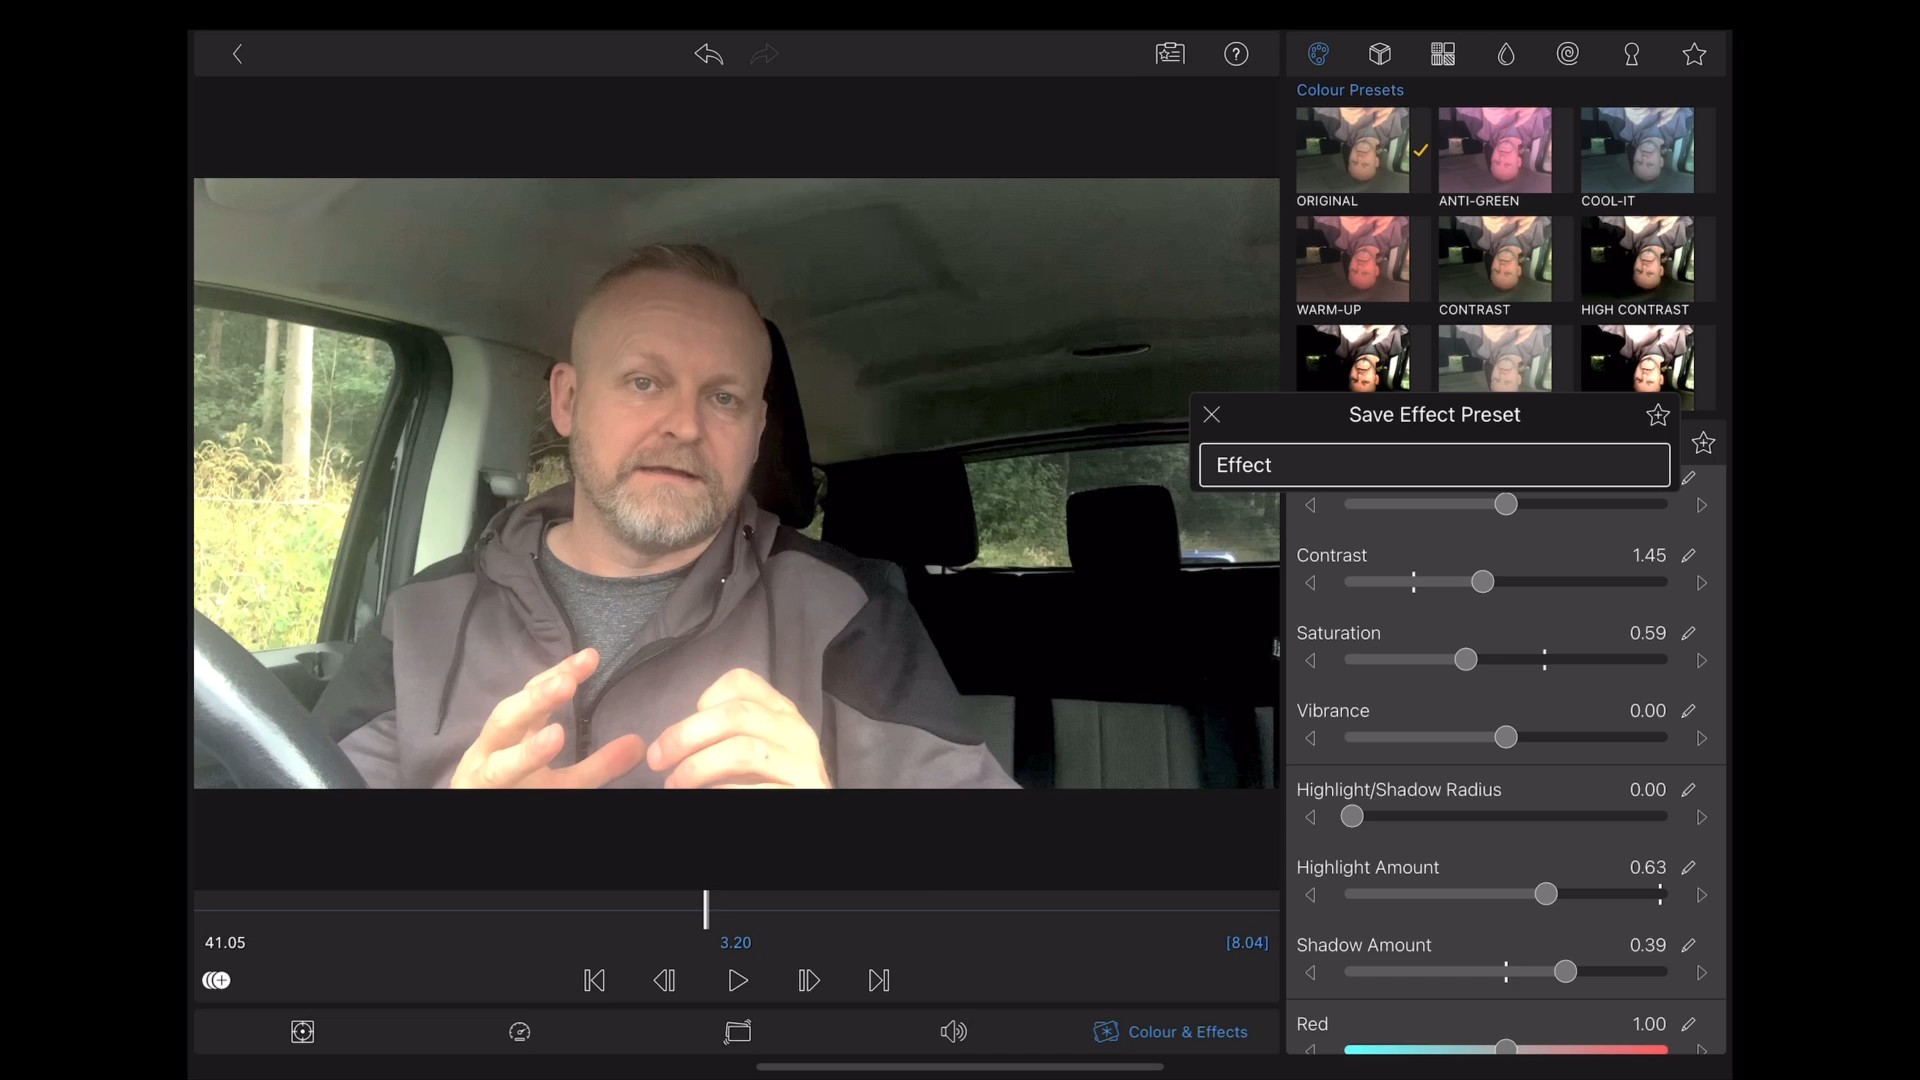 Colour Presets
ORIGINAL
ANTI-GREEN
COOL-IT
WARM-UP
CONTRAST
HIGH CONTRAST
Save Effect Preset
Effect
Contrast 1.45
Saturation 0.59
Vibrance 0.00
Highlight/Shadow Radius 0.00
Highlight Amount 0.63
Shadow Amount 0.39
Red 1.00
41.05 3.20 [8.04]
Colour & Effects